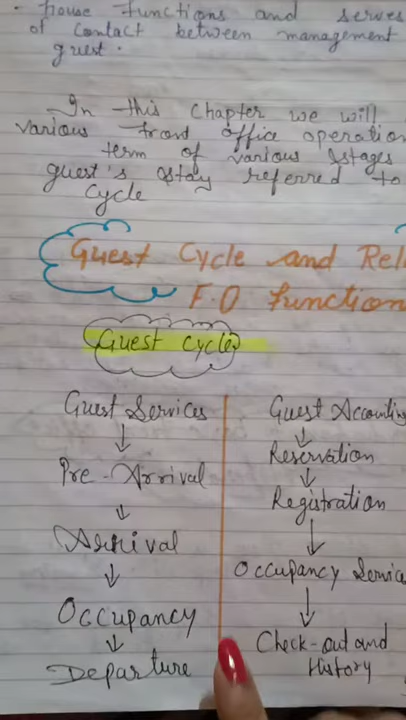 house functions and serves
of contact between management
guest.
In this chapter we will
various front office operation
term of various stages
guest's stay referred to
cycle
Guest Cycle and Rel
F.O function
Guest cycle
Guest Services
↓
Pre-Arrival
↓
Arrival
↓
Occupancy
↓
Departure
Guest Accounting
↓
Reservation
↓
Registration
↓
Occupancy Service
↓
Check-out and
History